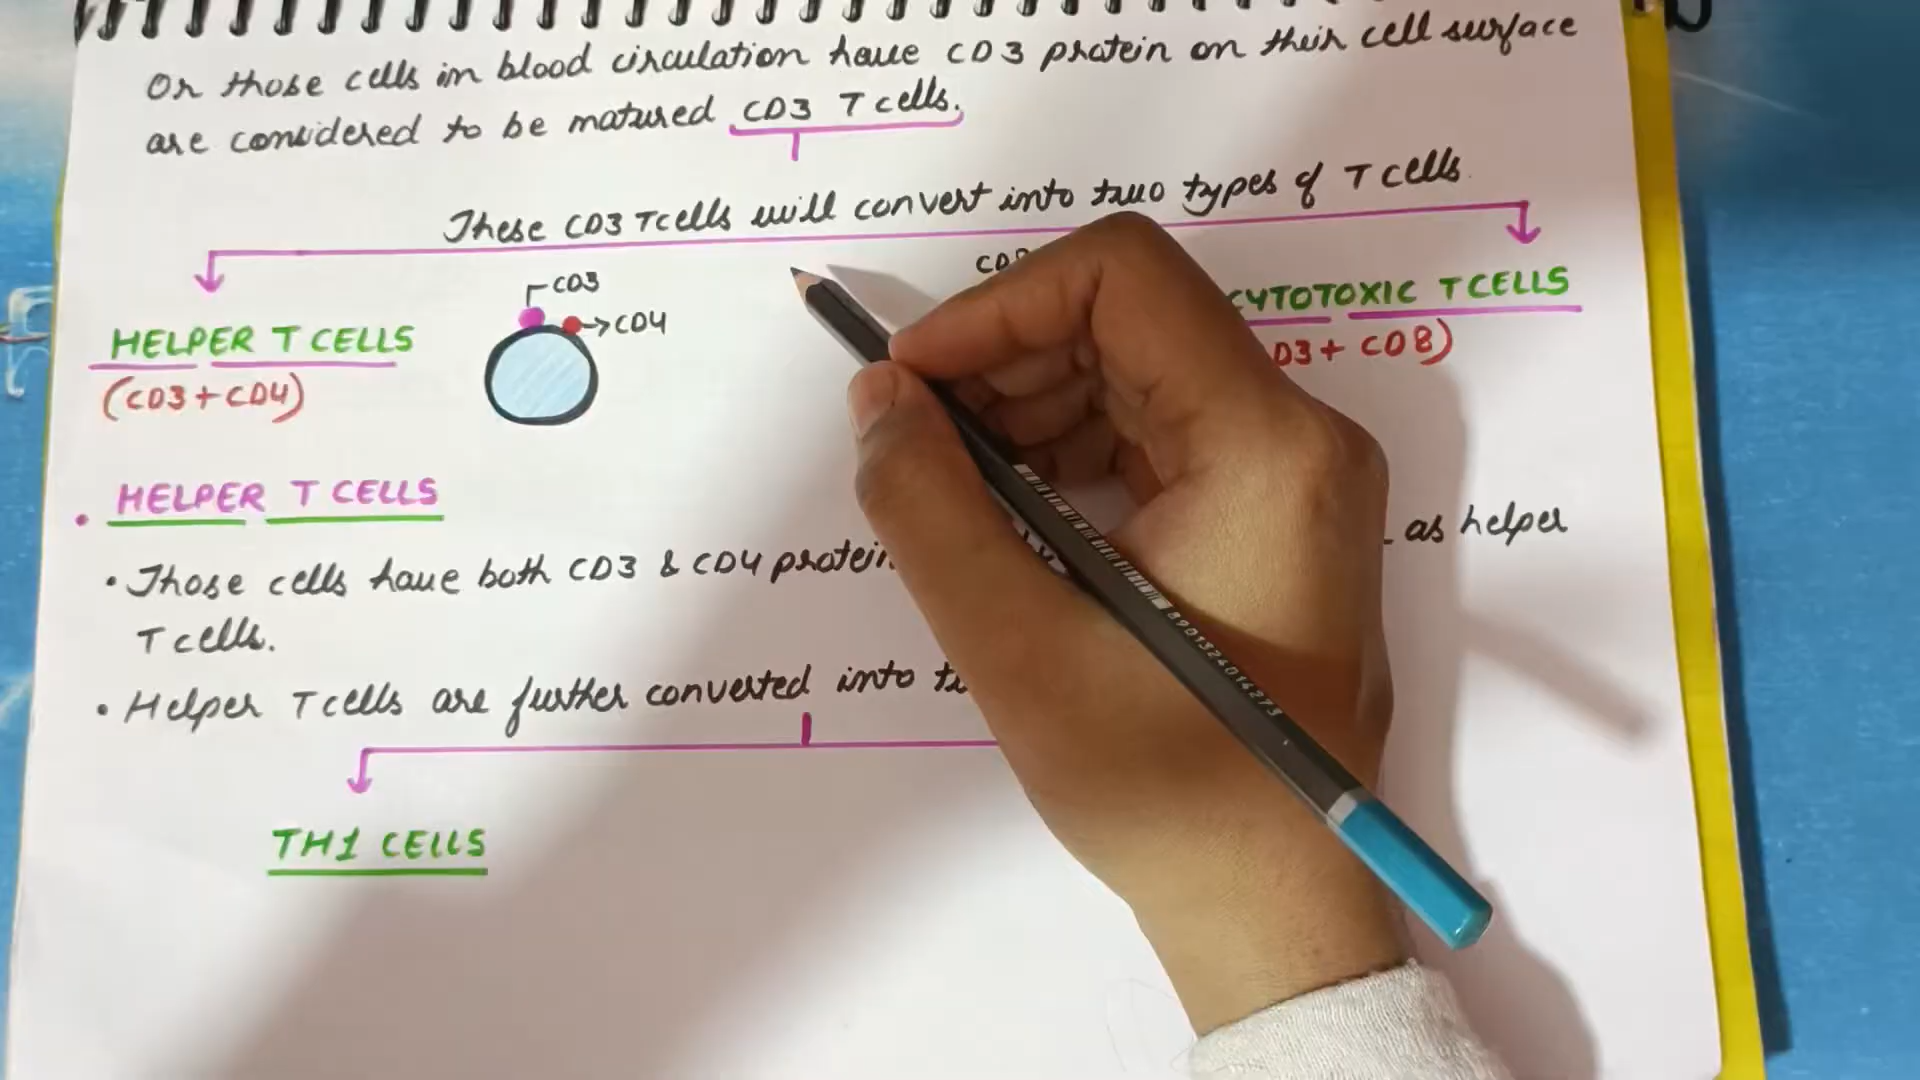 Or those cells in blood circulation have CD3 protein on their cell surface
are considered to be matured CD3 T cells.
These CD3 T cells will convert into two types of T cells
CD3
CD4
HELPER T CELLS
(CD3+CD4)
CYTOTOXIC T CELLS
D3+ CD8)
HELPER T CELLS
• Those cells have both CD3 & CD4 protein as helper
T cells.
• Helper T cells are further converted into
TH1 CELLS
8901324014273